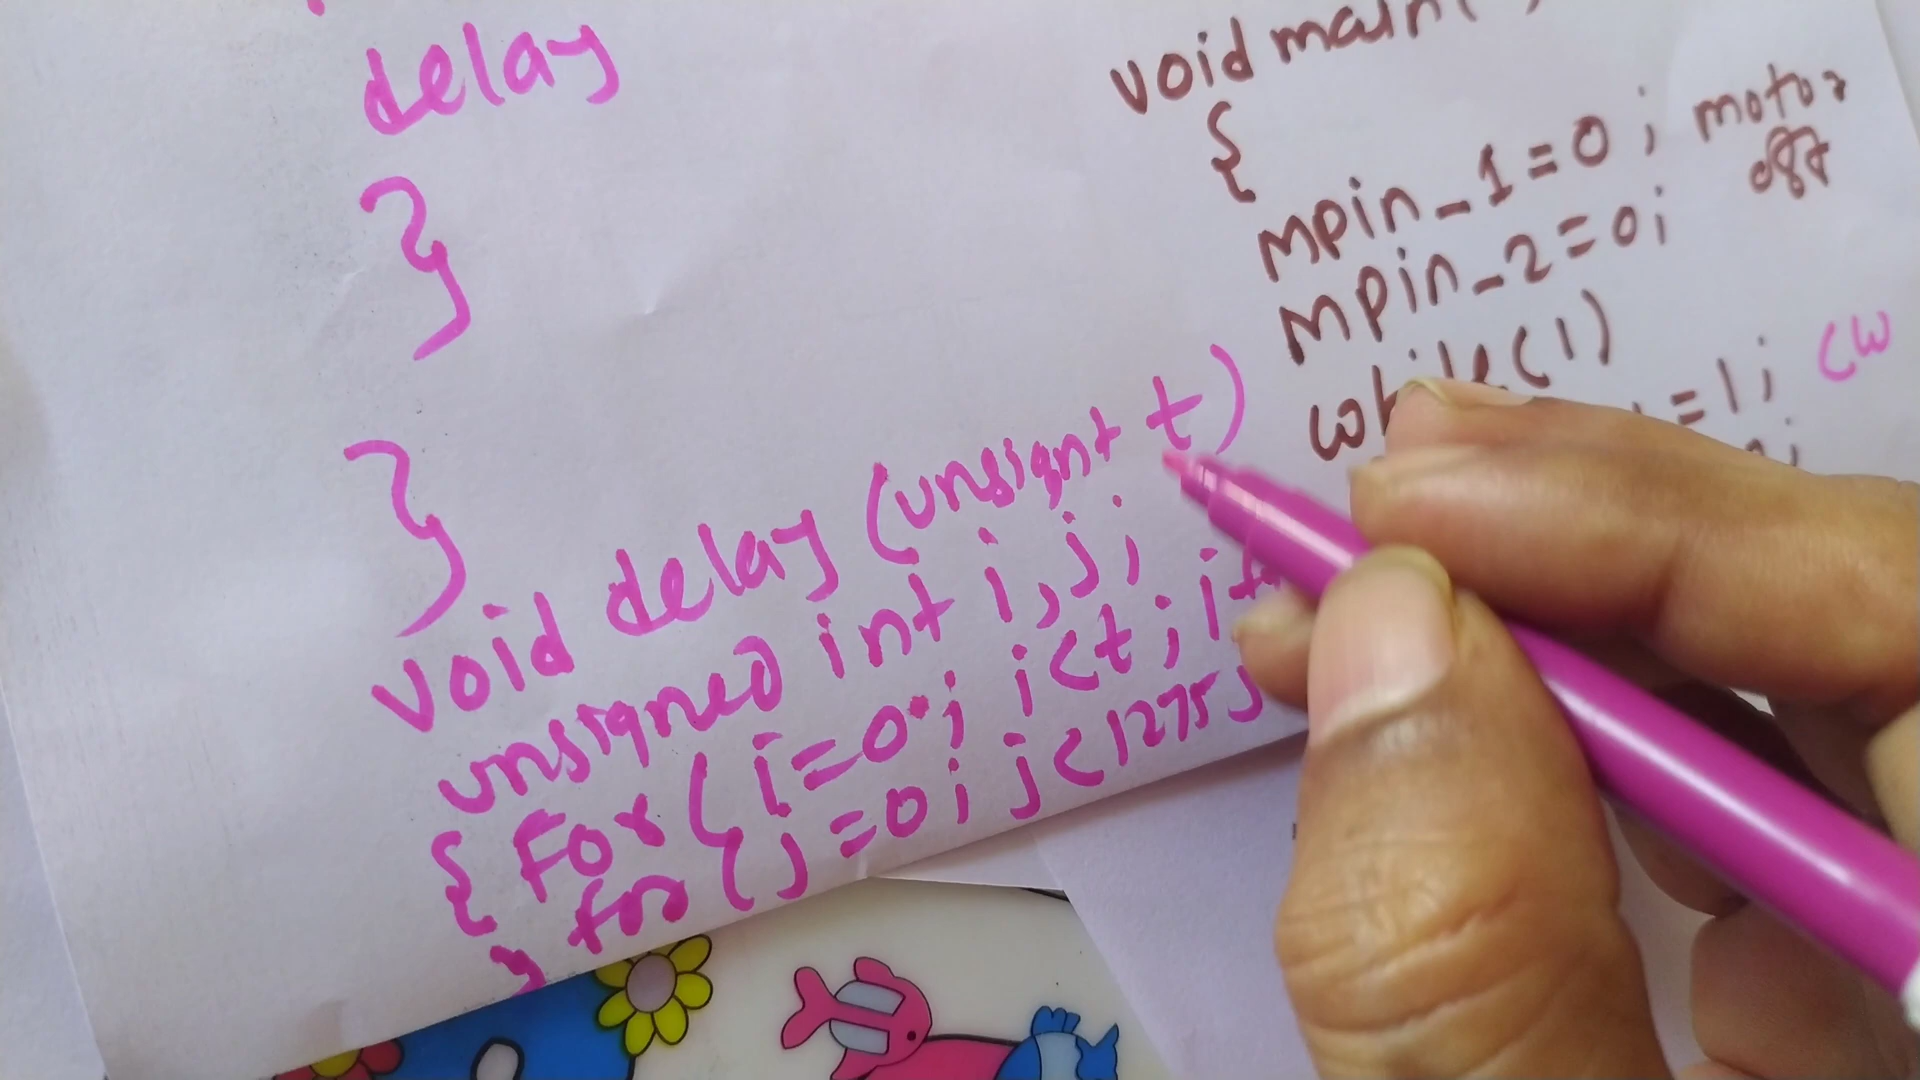 delay
}
}
void delay (unsignt t)
unsigned int i, j;
{ For (i=0; i<t; i+
} for (j=0; j<1275 j
void main(
{
mpin_1=0; motor
off
mpin_2=0;
while(1)
=1; (W